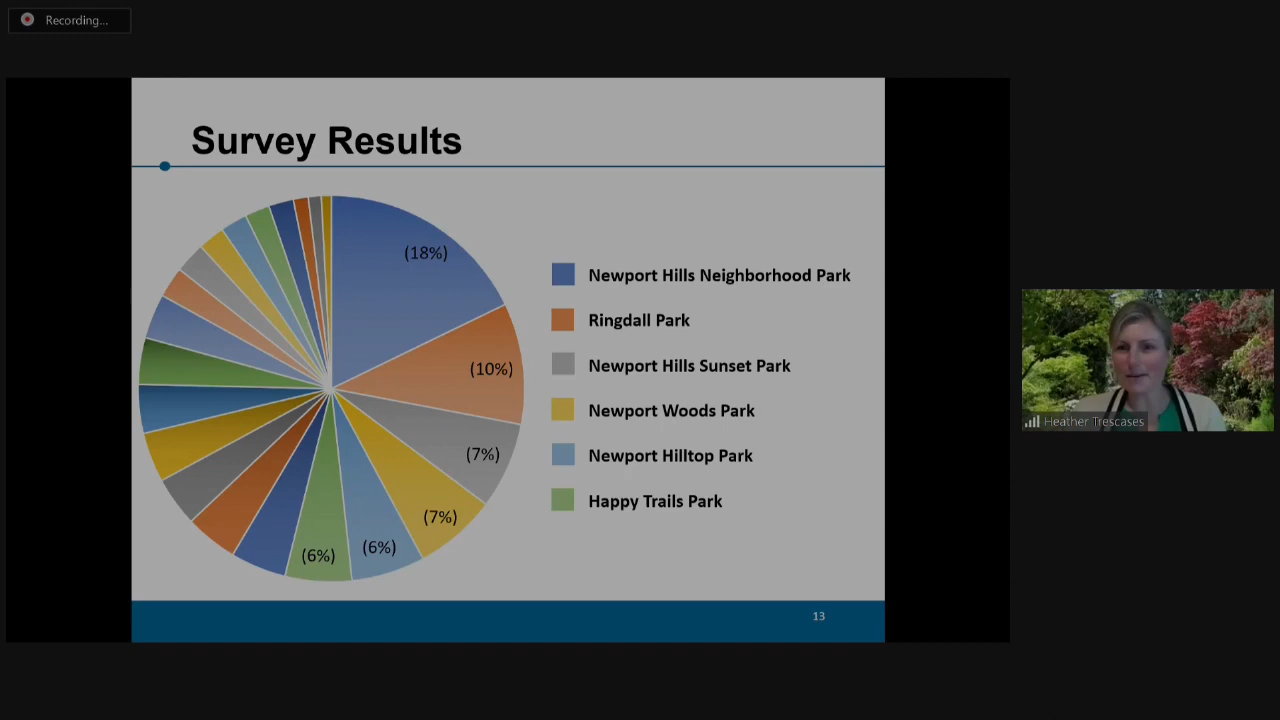 Recording...
Survey Results
(18%)
(10%)
(7%)
(7%)
(6%)
(6%)
Newport Hills Neighborhood Park
Ringdall Park
Newport Hills Sunset Park
Newport Woods Park
Newport Hilltop Park
Happy Trails Park
13
Heather Trescases